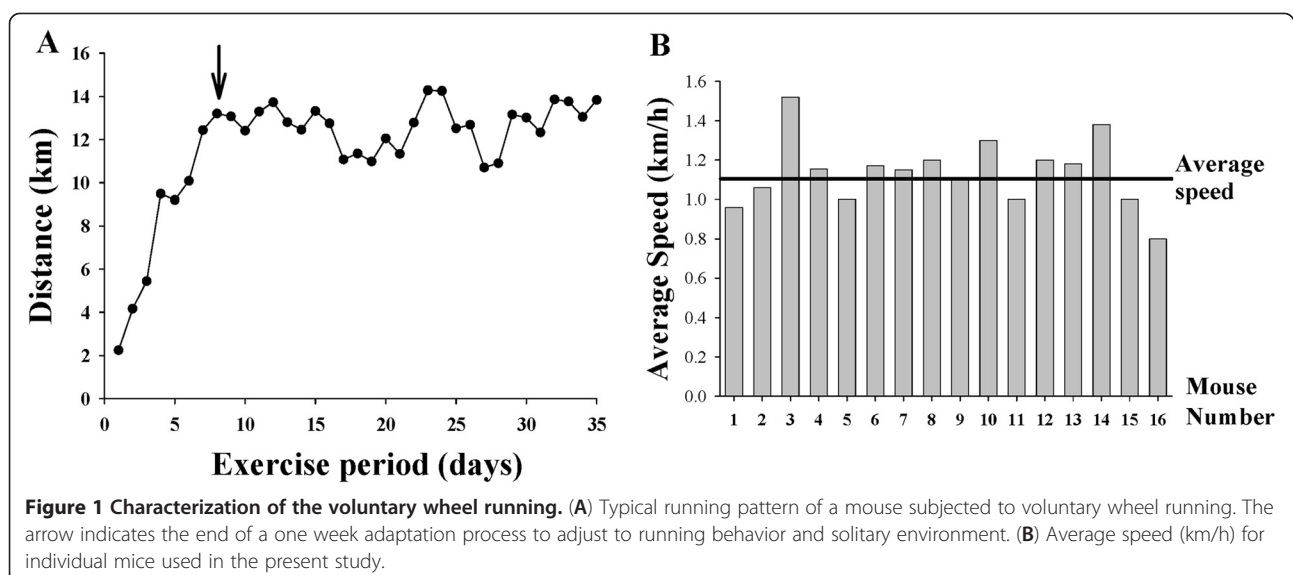 A
16
14
12
10
8
6
4
2
0
Distance (km)
0 5 10 15 20 25 30 35
Exercise period (days)
B
1.6
1.4
1.2
1.0
0.8
0.6
0.4
0.2
0.0
Average Speed (km/h)
Average
speed
1 2 3 4 5 6 7 8 9 10 11 12 13 14 15 16
Mouse
Number
Figure 1 Characterization of the voluntary wheel running. (A) Typical running pattern of a mouse subjected to voluntary wheel running. The
arrow indicates the end of a one week adaptation process to adjust to running behavior and solitary environment. (B) Average speed (km/h) for
individual mice used in the present study.